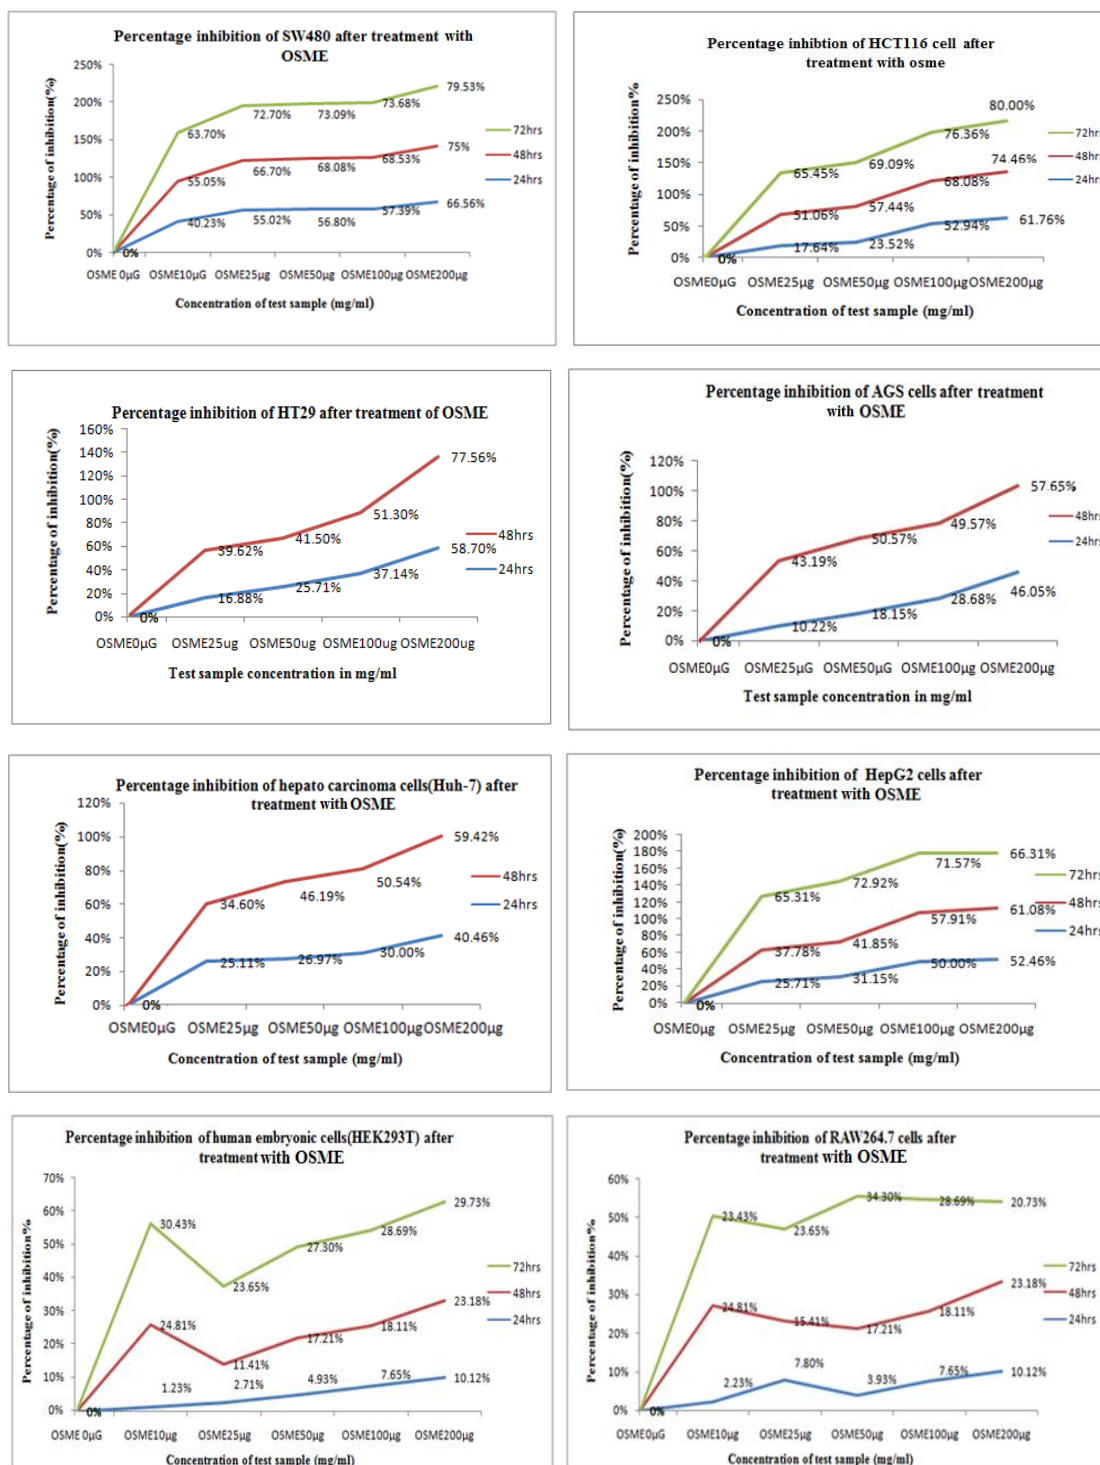 Percentage inhibition of SW480 after treatment with
OSME
250%
200%
150%
100%
50%
0%
Percentage of inhibition(%)
79.53%
73.68%
73.09%
72.70%
63.70%
75%
68.53%
68.08%
66.70%
55.05%
66.56%
57.39%
56.80%
55.02%
40.23%
0%
72hrs
48hrs
24hrs
OSME 0µG OSME10µG OSME25µg OSME50µg OSME100µg OSME200µg
Concentration of test sample (mg/ml)
Percentage inhibtion of HCT116 cell after
treatment with osme
250%
200%
150%
100%
50%
0%
Percentage of inhibition%
80.00%
76.36%
69.09%
65.45%
74.46%
68.08%
57.44%
51.06%
61.76%
52.94%
23.52%
17.64%
0%
72hrs
48hrs
24hrs
OSME0µG OSME25µg OSME50µg OSME100µg OSME200µg
Concentration of test sample (mg/ml)
Percentage inhibition of HT29 after treatment of OSME
160%
140%
120%
100%
80%
60%
40%
20%
0%
Percentage of inhibition(%)
77.56%
51.30%
41.50%
39.62%
58.70%
37.14%
25.71%
16.88%
0%
48hrs
24hrs
OSME0µG OSME25ug OSME50ug OSME100ug OSME200ug
Test sample concentration in mg/ml
Percentage inhibition of AGS cells after treatment
with OSME
120%
100%
80%
60%
40%
20%
0%
Percentage of inhibition(%)
57.65%
49.57%
50.57%
43.19%
46.05%
28.68%
18.15%
10.22%
0%
48hrs
24hrs
OSME0µG OSME25µg OSME50µg OSME100µg OSME200µg
Test sample concentration in mg/ml
Percentage inhibition of hepato carcinoma cells(Huh-7) after
treatment with OSME
120%
100%
80%
60%
40%
20%
0%
Percentage of inhibition(%)
59.42%
50.54%
46.19%
34.60%
40.46%
30.00%
26.97%
25.11%
0%
48hrs
24hrs
OSME0µG OSME25µg OSME50µg OSME100µg OSME200µg
Concentration of test sample (mg/ml)
Percentage inhibition of HepG2 cells after
treatment with OSME
200%
180%
160%
140%
120%
100%
80%
60%
40%
20%
0%
Percentage of inhibition(%)
66.31%
71.57%
72.92%
65.31%
61.08%
57.91%
41.85%
37.78%
52.46%
50.00%
31.15%
25.71%
0%
72hrs
48hrs
24hrs
OSME0µg OSME25µg OSME50µg OSME100µg OSME200µg
Concentration of test sample (mg/ml)
Percentage inhibition of human embryonic cells(HEK293T) after
treatment with OSME
70%
60%
50%
40%
30%
20%
10%
0%
Percentage of inhibition%
29.73%
28.69%
27.30%
23.65%
30.43%
23.18%
18.11%
17.21%
11.41%
24.81%
10.12%
7.65%
4.93%
2.71%
1.23%
0%
72hrs
48hrs
24hrs
OSME 0µG OSME10µg OSME25µg OSME50µg OSME100µg OSME200µg
Concentration of test sample (mg/ml)
Percentage inhibition of RAW264.7 cells after
treatment with OSME
60%
50%
40%
30%
20%
10%
0%
Percentage of inhibition%
20.73%
28.69%
34.30%
23.65%
23.43%
23.18%
18.11%
17.21%
15.41%
24.81%
10.12%
7.65%
3.93%
7.80%
2.23%
0%
72hrs
48hrs
24hrs
OSME0µG OSME10µg OSME25µg OSME50µg OSME100µg OSME200µg
Concentration of test sample (mg/ml)